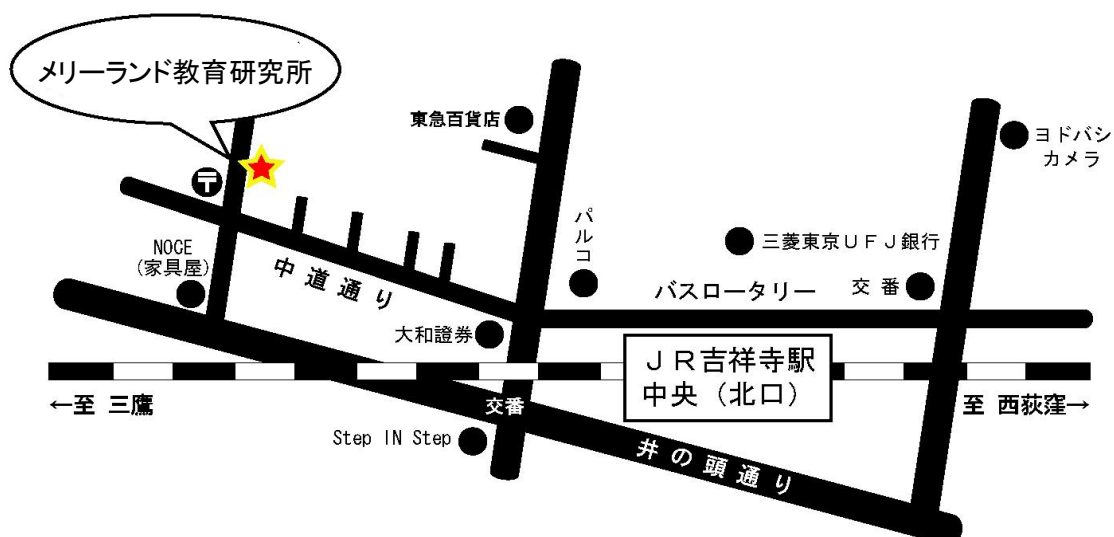 メリーランド教育研究所
東急百貨店
ヨドバシ
カメラ
〒
パルコ
三菱東京ＵＦＪ銀行
NOCE
(家具屋)
中道通り
交番
バスロータリー
大和證券
ＪＲ吉祥寺駅
中央（北口）
←至 三鷹
交番
至 西荻窪→
Step IN Step
井の頭通り